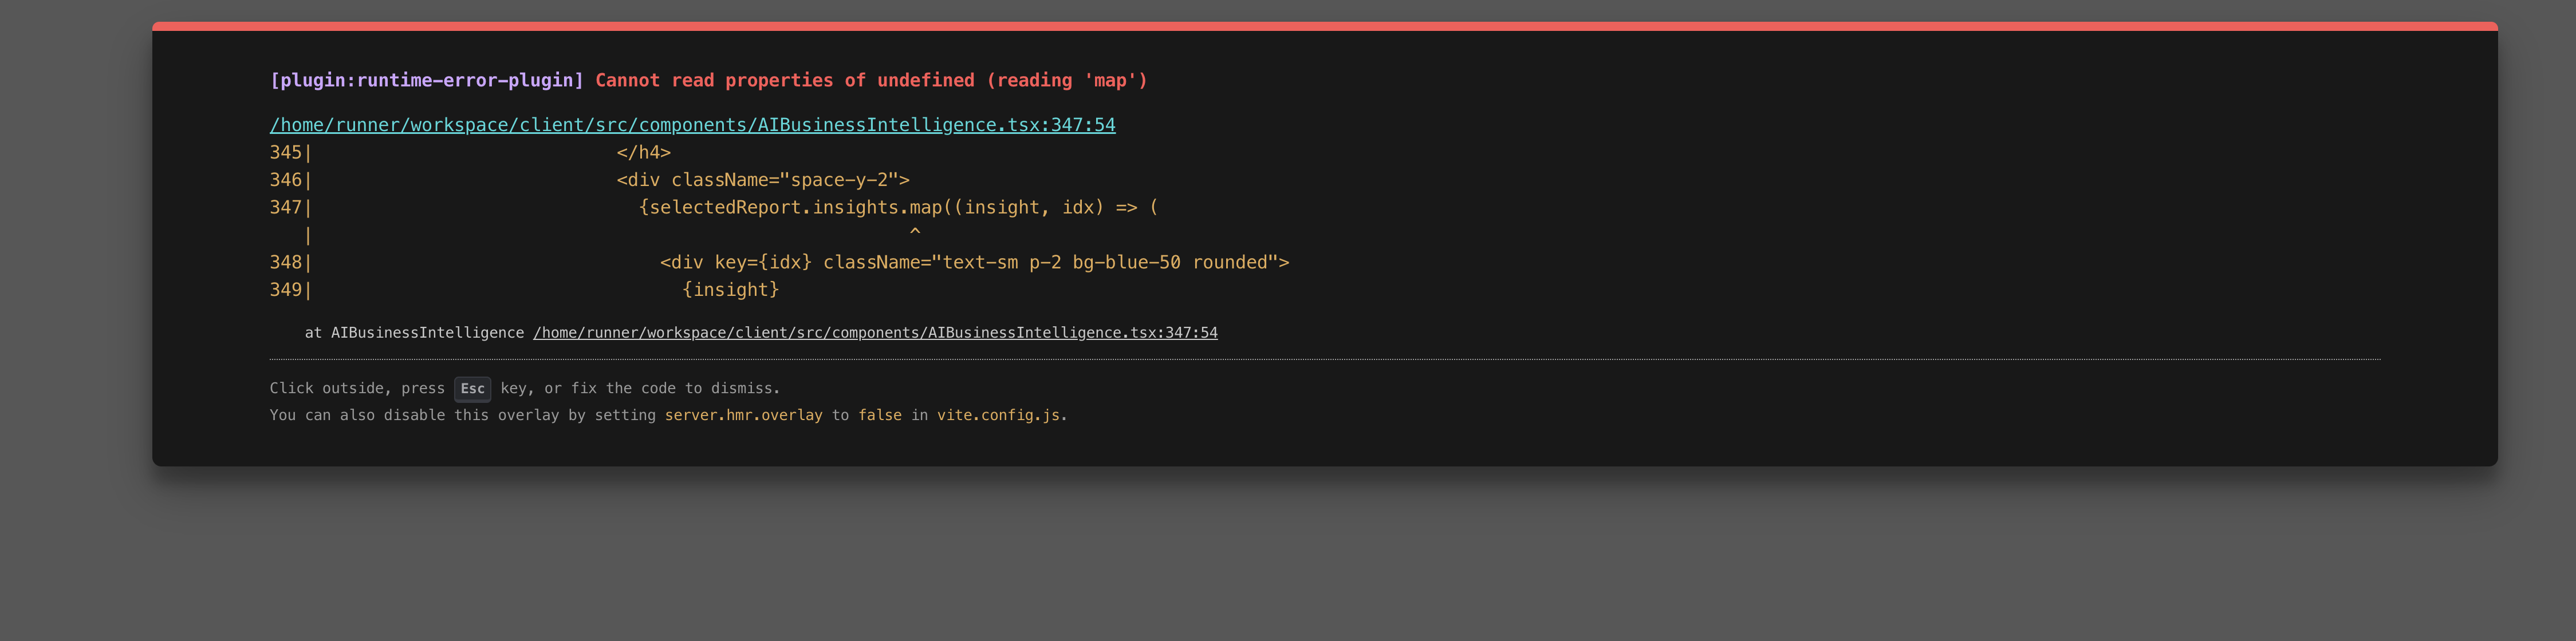 [plugin:runtime-error-plugin] Cannot read properties of undefined (reading 'map')
/home/runner/workspace/client/src/components/AIBusinessIntelligence.tsx:347:54
345|                            </h4>
346|                            <div className="space-y-2">
347|                              {selectedReport.insights.map((insight, idx) => (
   |                                                       ^
348|                                <div key={idx} className="text-sm p-2 bg-blue-50 rounded">
349|                                  {insight}
    at AIBusinessIntelligence /home/runner/workspace/client/src/components/AIBusinessIntelligence.tsx:347:54
Click outside, press Esc key, or fix the code to dismiss.
You can also disable this overlay by setting server.hmr.overlay to false in vite.config.js.